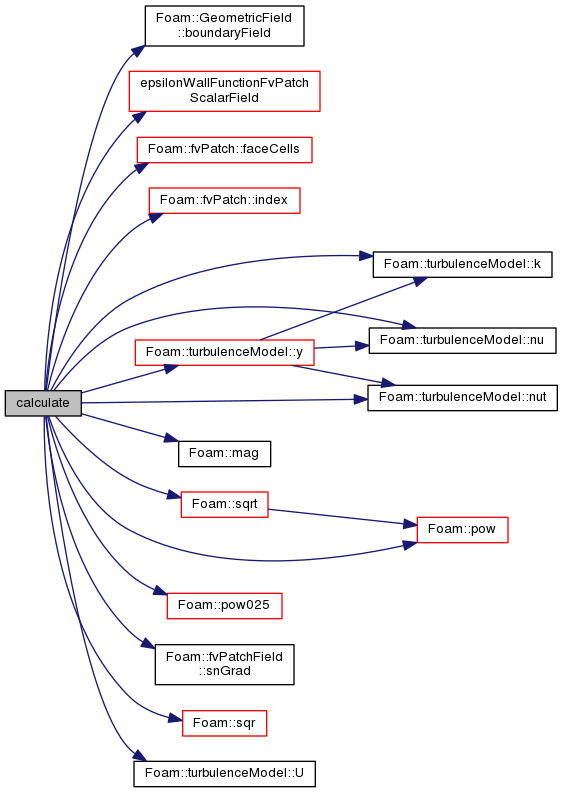 Foam::GeometricField
::boundaryField
epsilonWallFunctionFvPatch
ScalarField
Foam::fvPatch::faceCells
Foam::fvPatch::index
Foam::turbulenceModel::k
Foam::turbulenceModel::nu
Foam::turbulenceModel::y
Foam::turbulenceModel::nut
calculate
Foam::mag
Foam::sqrt
Foam::pow
Foam::pow025
Foam::fvPatchField
::snGrad
Foam::sqr
Foam::turbulenceModel::U